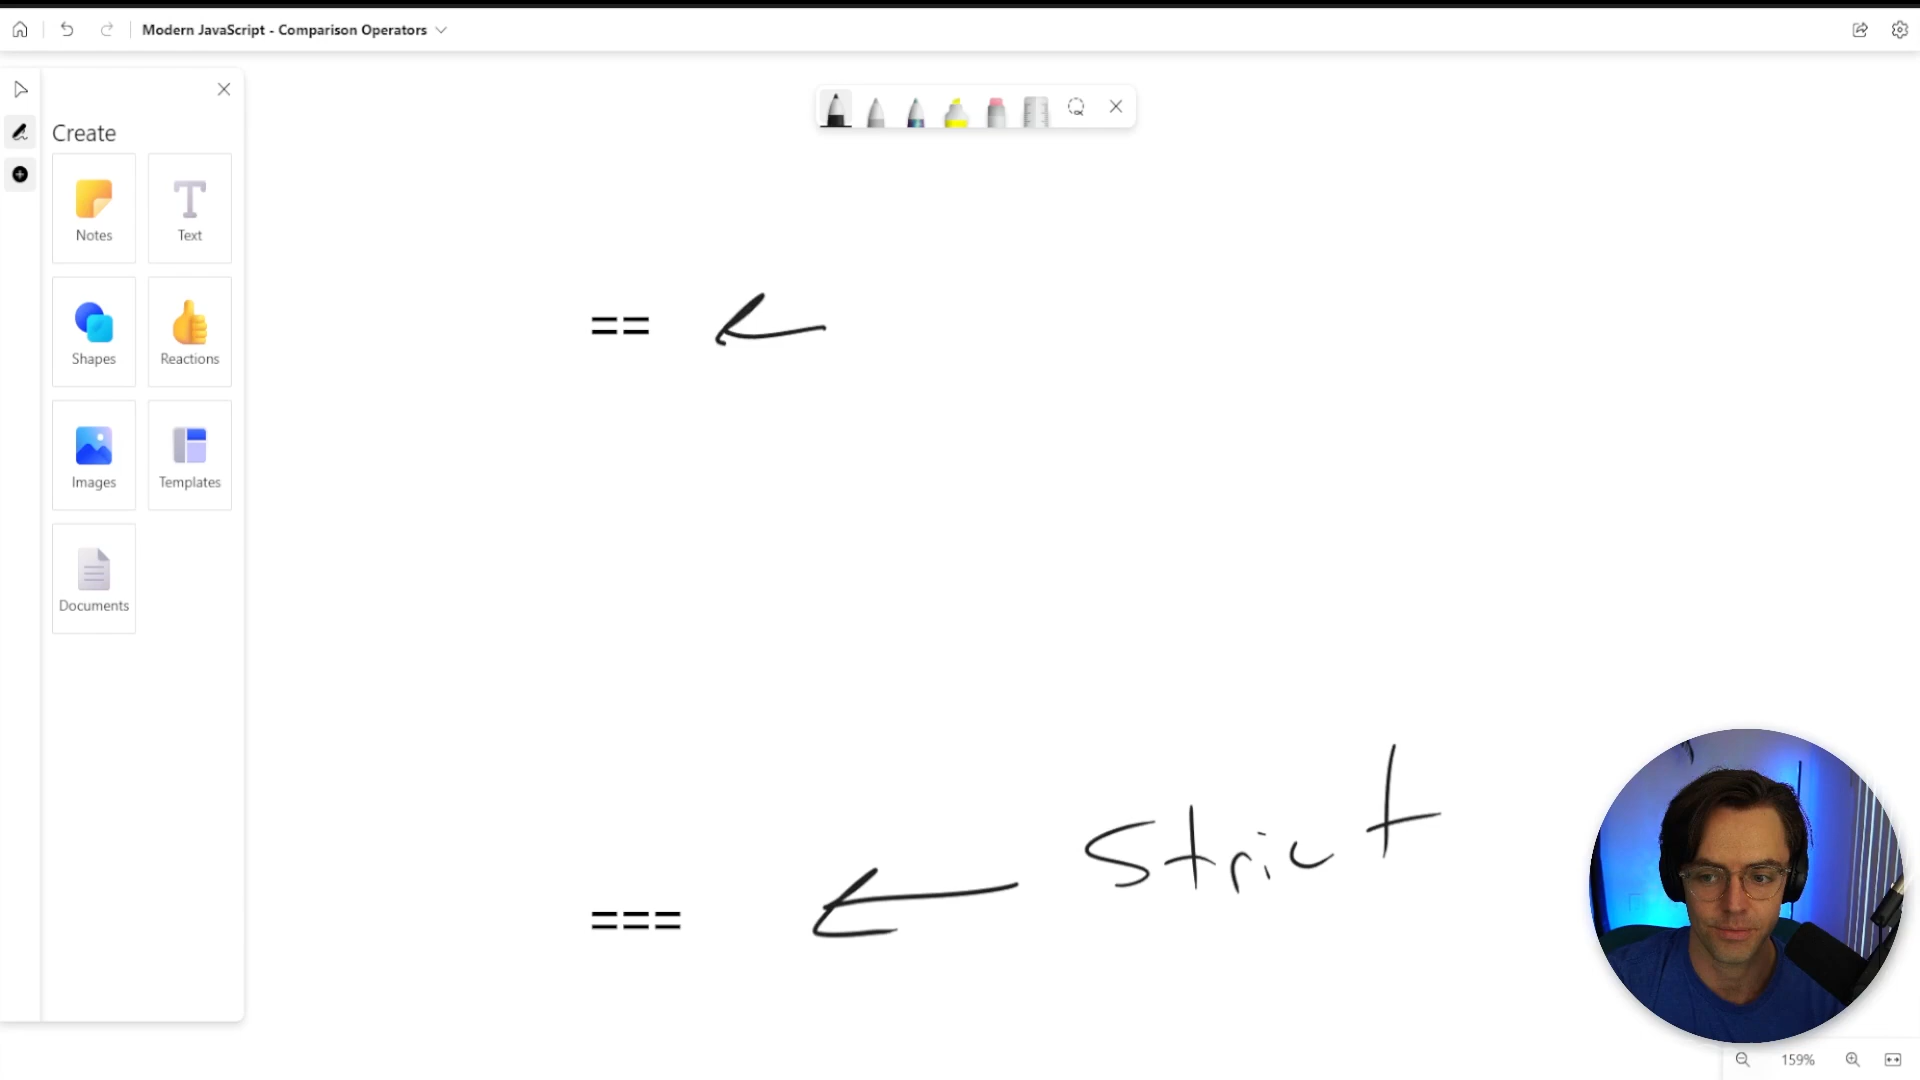 Modern JavaScript - Comparison Operators
Create
Notes
Text
Shapes
Reactions
Images
Templates
Documents
==
Strict
===
159%